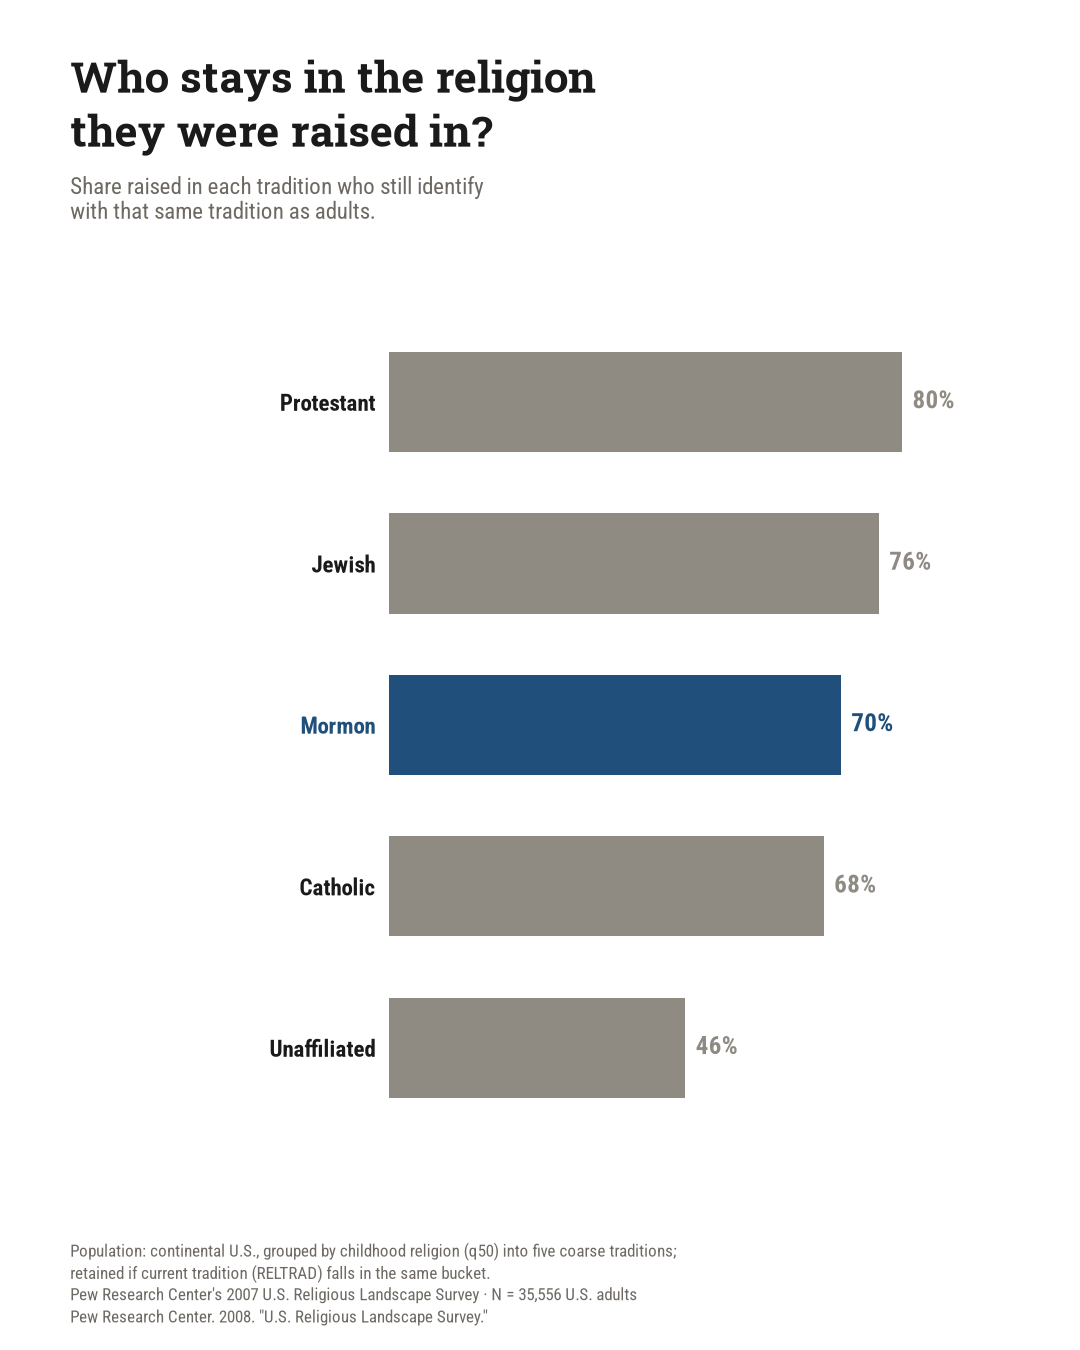 Who stays in the religion
they were raised in?
Share raised in each tradition who still identify
with that same tradition as adults.
Protestant 80%
Jewish 76%
Mormon 70%
Catholic 68%
Unaffiliated 46%
Population: continental U.S., grouped by childhood religion (q50) into five coarse traditions;
retained if current tradition (RELTRAD) falls in the same bucket.
Pew Research Center's 2007 U.S. Religious Landscape Survey · N = 35,556 U.S. adults
Pew Research Center. 2008. "U.S. Religious Landscape Survey."